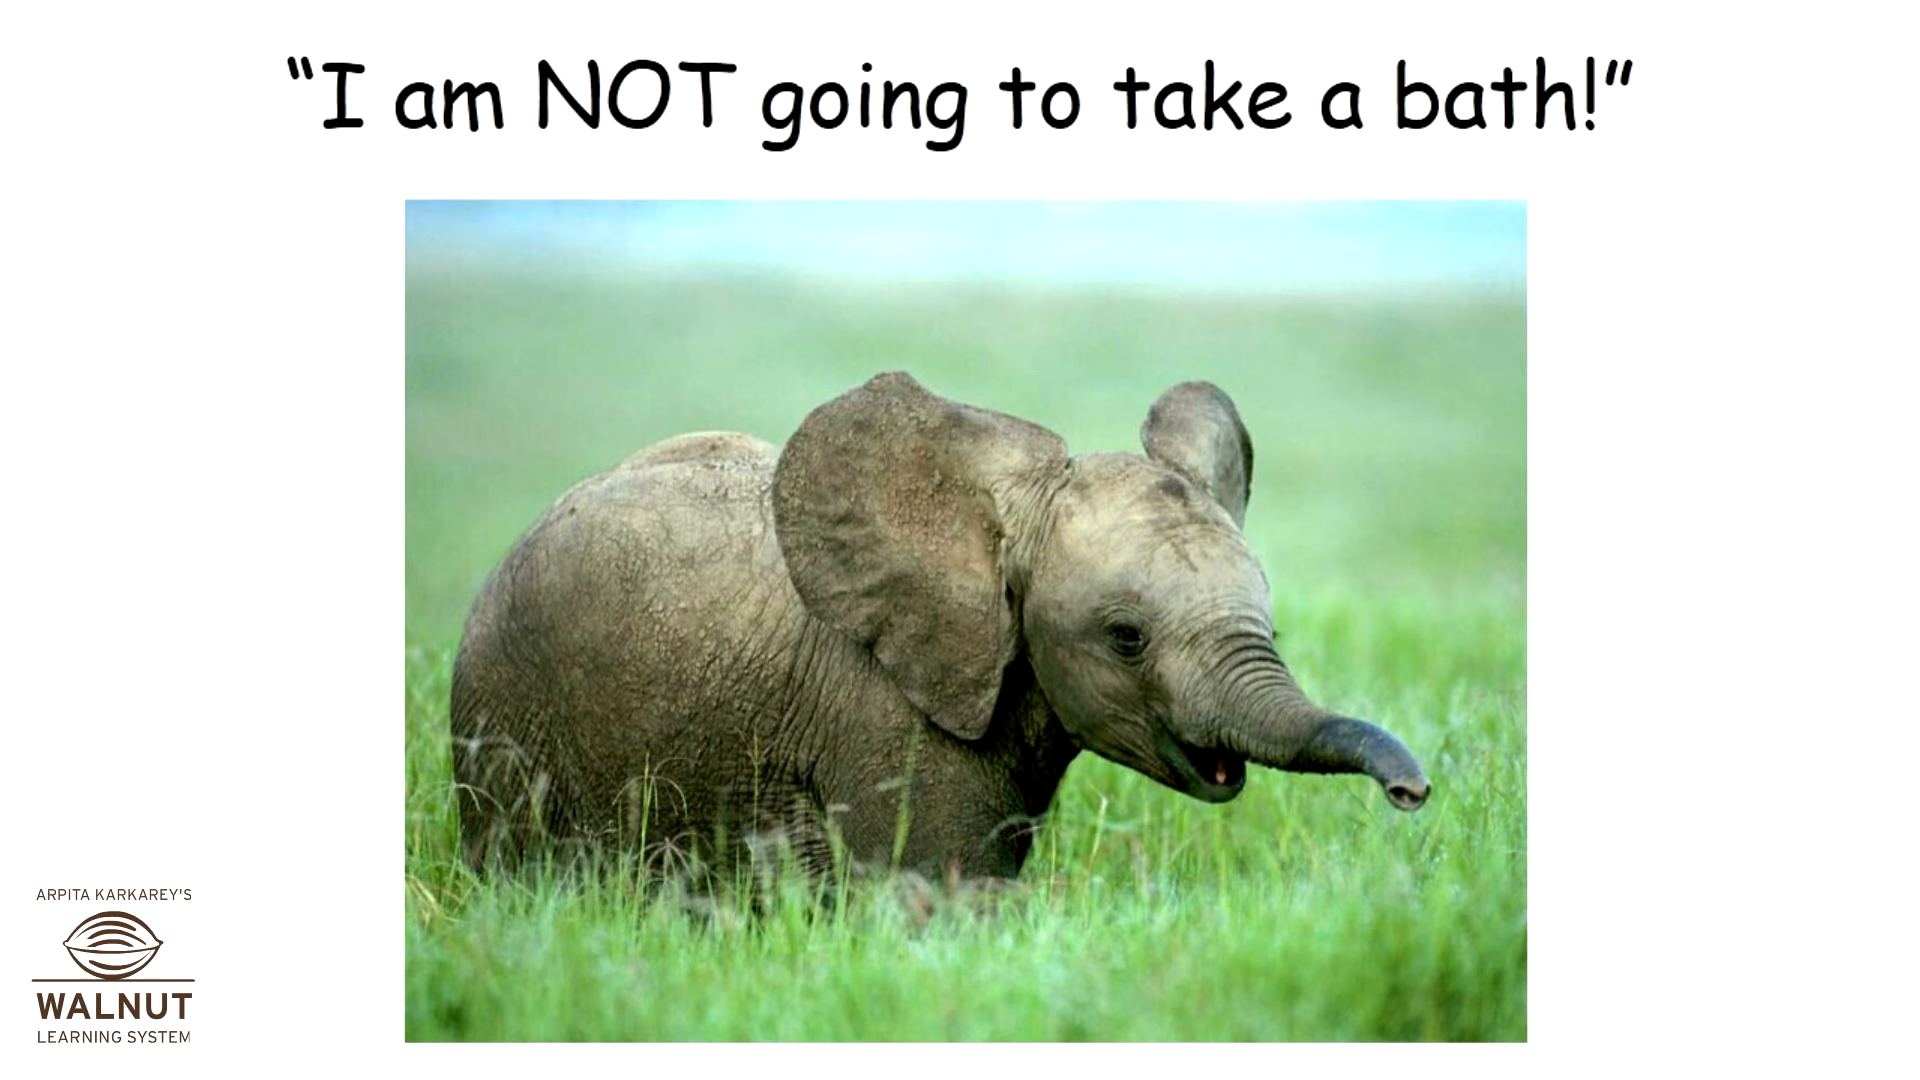 “I am NOT going to take a bath!”
ARPITA KARKAREY'S
WALNUT
LEARNING SYSTEM